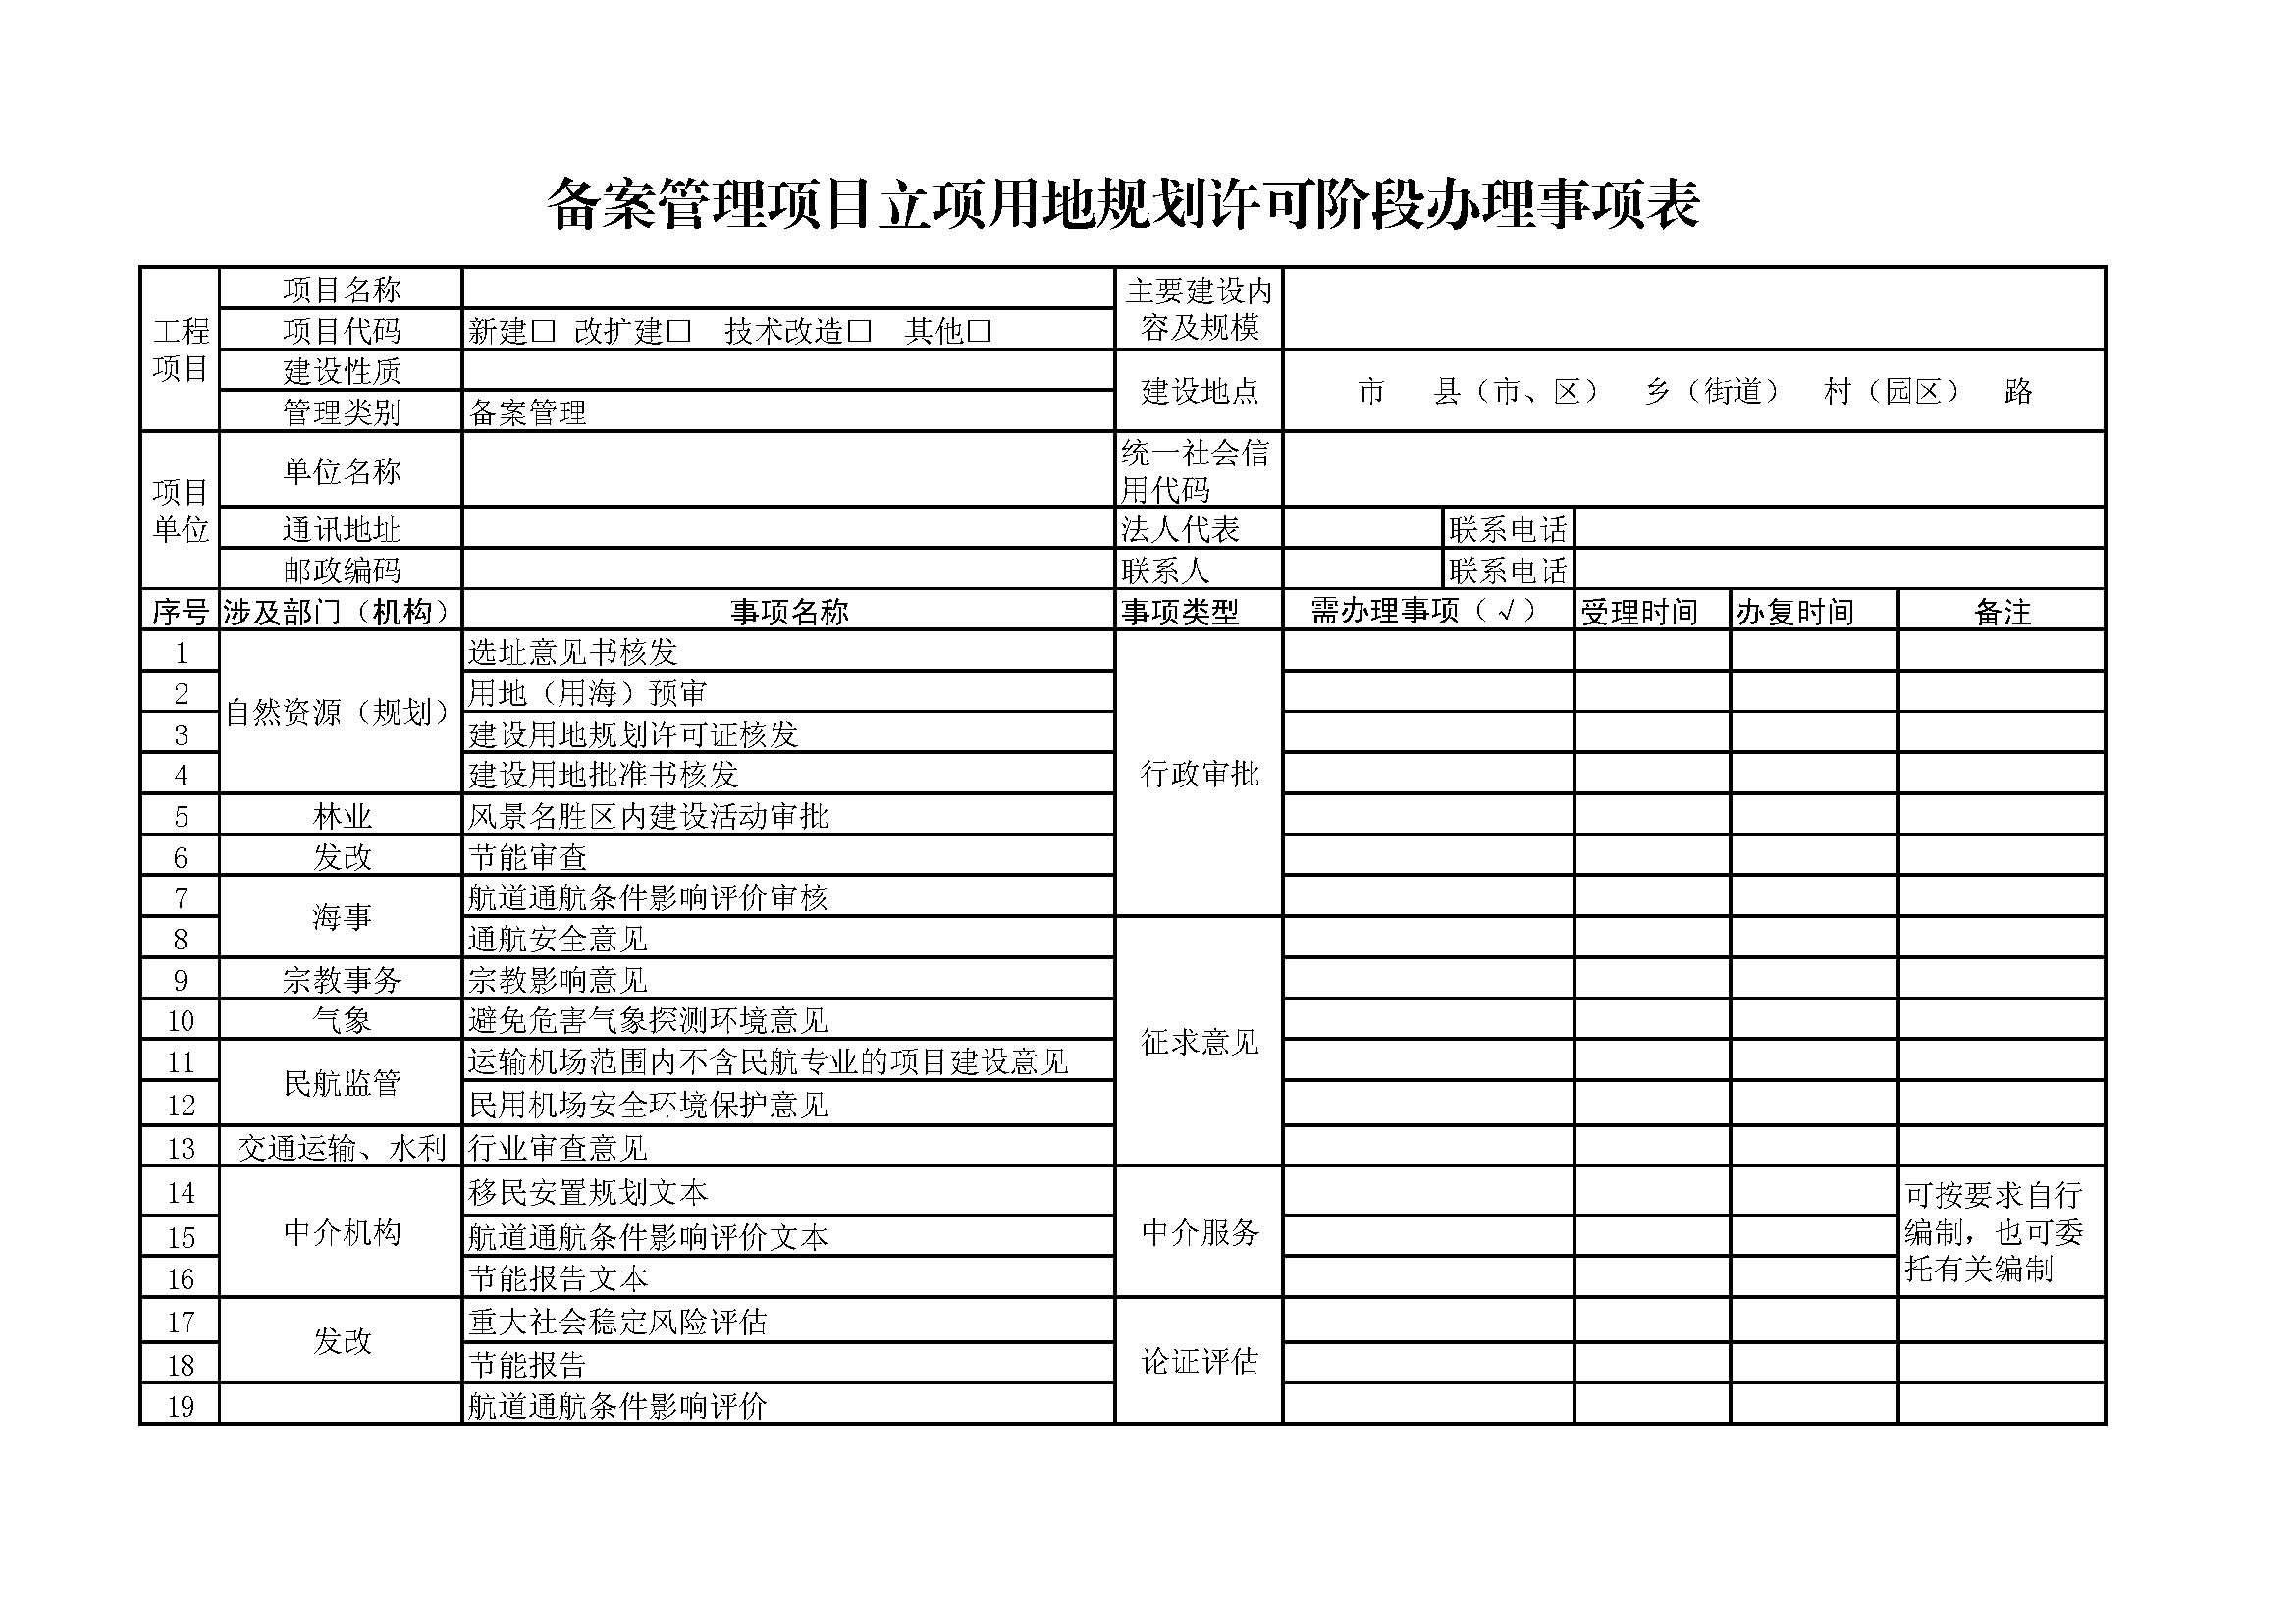 备案管理项目立项用地规划许可阶段办理事项表
工程
项目
项目名称
主要建设内
容及规模
项目代码
新建□ 改扩建□ 技术改造□ 其他□
建设性质
建设地点
市 县（市、区） 乡（街道） 村（园区） 路
管理类别
备案管理
项目
单位
单位名称
统一社会信
用代码
通讯地址
法人代表
联系电话
邮政编码
联系人
联系电话
序号 涉及部门（机构） 事项名称 事项类型 需办理事项（√） 受理时间 办复时间 备注
1 自然资源（规划） 选址意见书核发 行政审批
2 用地（用海）预审
3 建设用地规划许可证核发
4 建设用地批准书核发
5 林业 风景名胜区内建设活动审批
6 发改 节能审查
7 海事 航道通航条件影响评价审核
8 通航安全意见 征求意见
9 宗教事务 宗教影响意见
10 气象 避免危害气象探测环境意见
11 民航监管 运输机场范围内不含民航专业的项目建设意见
12 民用机场安全环境保护意见
13 交通运输、水利 行业审查意见
14 中介机构 移民安置规划文本 中介服务
可按要求自行
编制，也可委
托有关编制
15 航道通航条件影响评价文本
16 节能报告文本
17 发改 重大社会稳定风险评估 论证评估
18 节能报告
19 航道通航条件影响评价